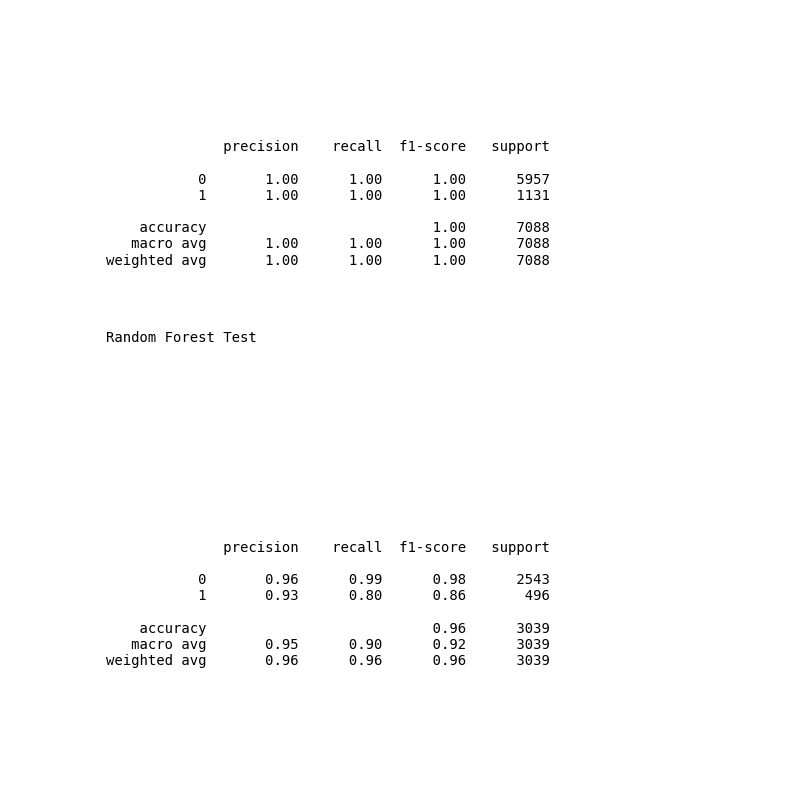 precision recall f1-score support
0 1.00 1.00 1.00 5957
1 1.00 1.00 1.00 1131
accuracy 1.00 7088
macro avg 1.00 1.00 1.00 7088
weighted avg 1.00 1.00 1.00 7088
Random Forest Test
precision recall f1-score support
0 0.96 0.99 0.98 2543
1 0.93 0.80 0.86 496
accuracy 0.96 3039
macro avg 0.95 0.90 0.92 3039
weighted avg 0.96 0.96 0.96 3039